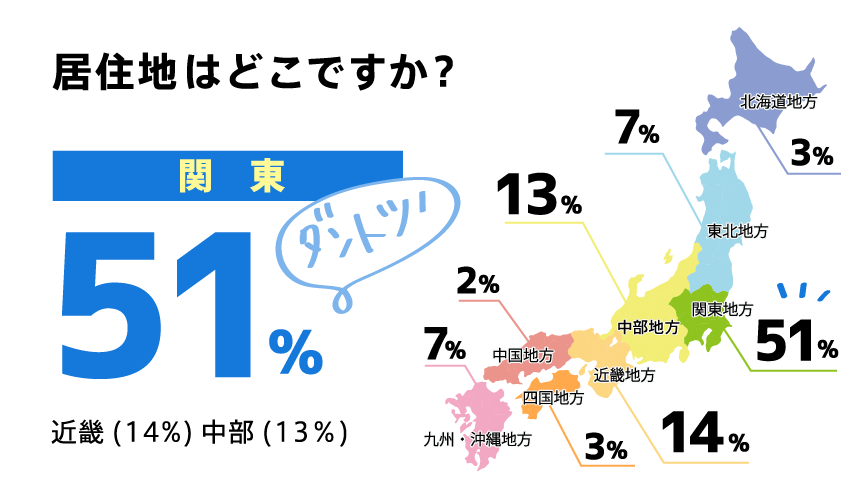 居住地はどこですか？
関東
51%
ダントツ!
近畿(14%)中部(13%)
北海道地方
3%
7%
東北地方
13%
中部地方
関東地方
51%
2%
中国地方
7%
近畿地方
四国地方
九州・沖縄地方
14%
3%